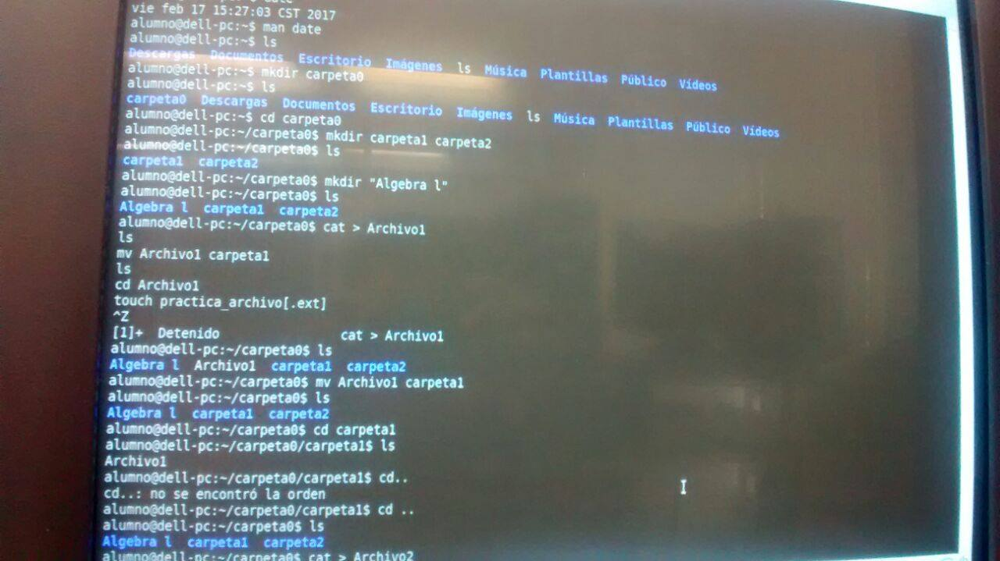 vie feb 17 15:27:03 CST 2017
alumno@dell-pc:~$ man date
alumno@dell-pc:~$ ls
Descargas Documentos Escritorio Imágenes ls Música Plantillas Público Vídeos
alumno@dell-pc:~$ mkdir carpeta0
alumno@dell-pc:~$ ls
carpeta0 Descargas Documentos Escritorio Imágenes ls Música Plantillas Público Vídeos
alumno@dell-pc:~$ cd carpeta0
alumno@dell-pc:~/carpeta0$ mkdir carpeta1 carpeta2
alumno@dell-pc:~/carpeta0$ ls
carpeta1 carpeta2
alumno@dell-pc:~/carpeta0$ mkdir "Algebra l"
alumno@dell-pc:~/carpeta0$ ls
Algebra l carpeta1 carpeta2
alumno@dell-pc:~/carpeta0$ cat > Archivo1
ls
mv Archivo1 carpeta1
ls
cd Archivo1
touch practica_archivo[.ext]
^Z
[1]+ Detenido cat > Archivo1
alumno@dell-pc:~/carpeta0$ ls
Algebra l Archivo1 carpeta1 carpeta2
alumno@dell-pc:~/carpeta0$ mv Archivo1 carpeta1
alumno@dell-pc:~/carpeta0$ ls
Algebra l carpeta1 carpeta2
alumno@dell-pc:~/carpeta0$ cd carpeta1
alumno@dell-pc:~/carpeta0/carpeta1$ ls
Archivo1
alumno@dell-pc:~/carpeta0/carpeta1$ cd..
cd..: no se encontró la orden
alumno@dell-pc:~/carpeta0/carpeta1$ cd ..
alumno@dell-pc:~/carpeta0$ ls
Algebra l carpeta1 carpeta2
alumno@dell-pc:~/carpeta0$ cat > Archivo2